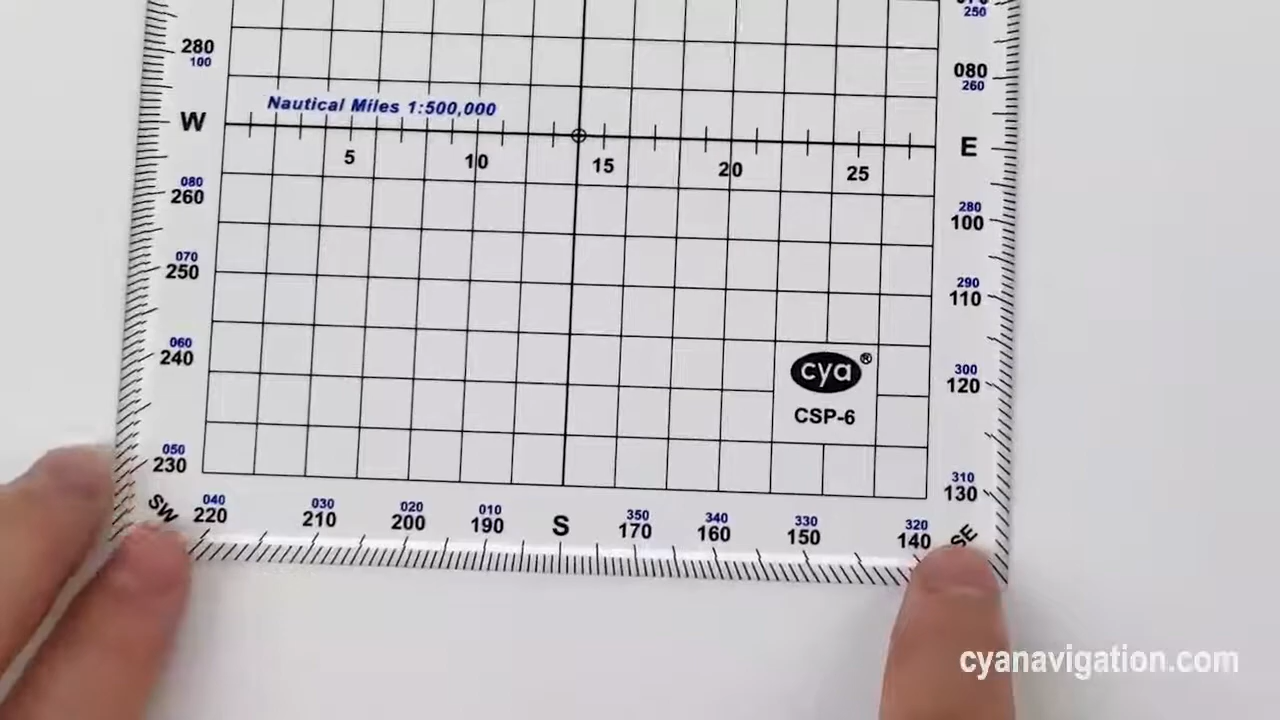 250
280
100
080
260
Nautical Miles 1:500,000
W
E
5 10 15 20 25
080
260
280
100
070
250
290
110
060
240
300
120
cya®
CSP-6
050
230
310
130
SW
040 030 020 010 350 340 330 320
220 210 200 190 S 170 160 150 140
SE
cyanavigation.com